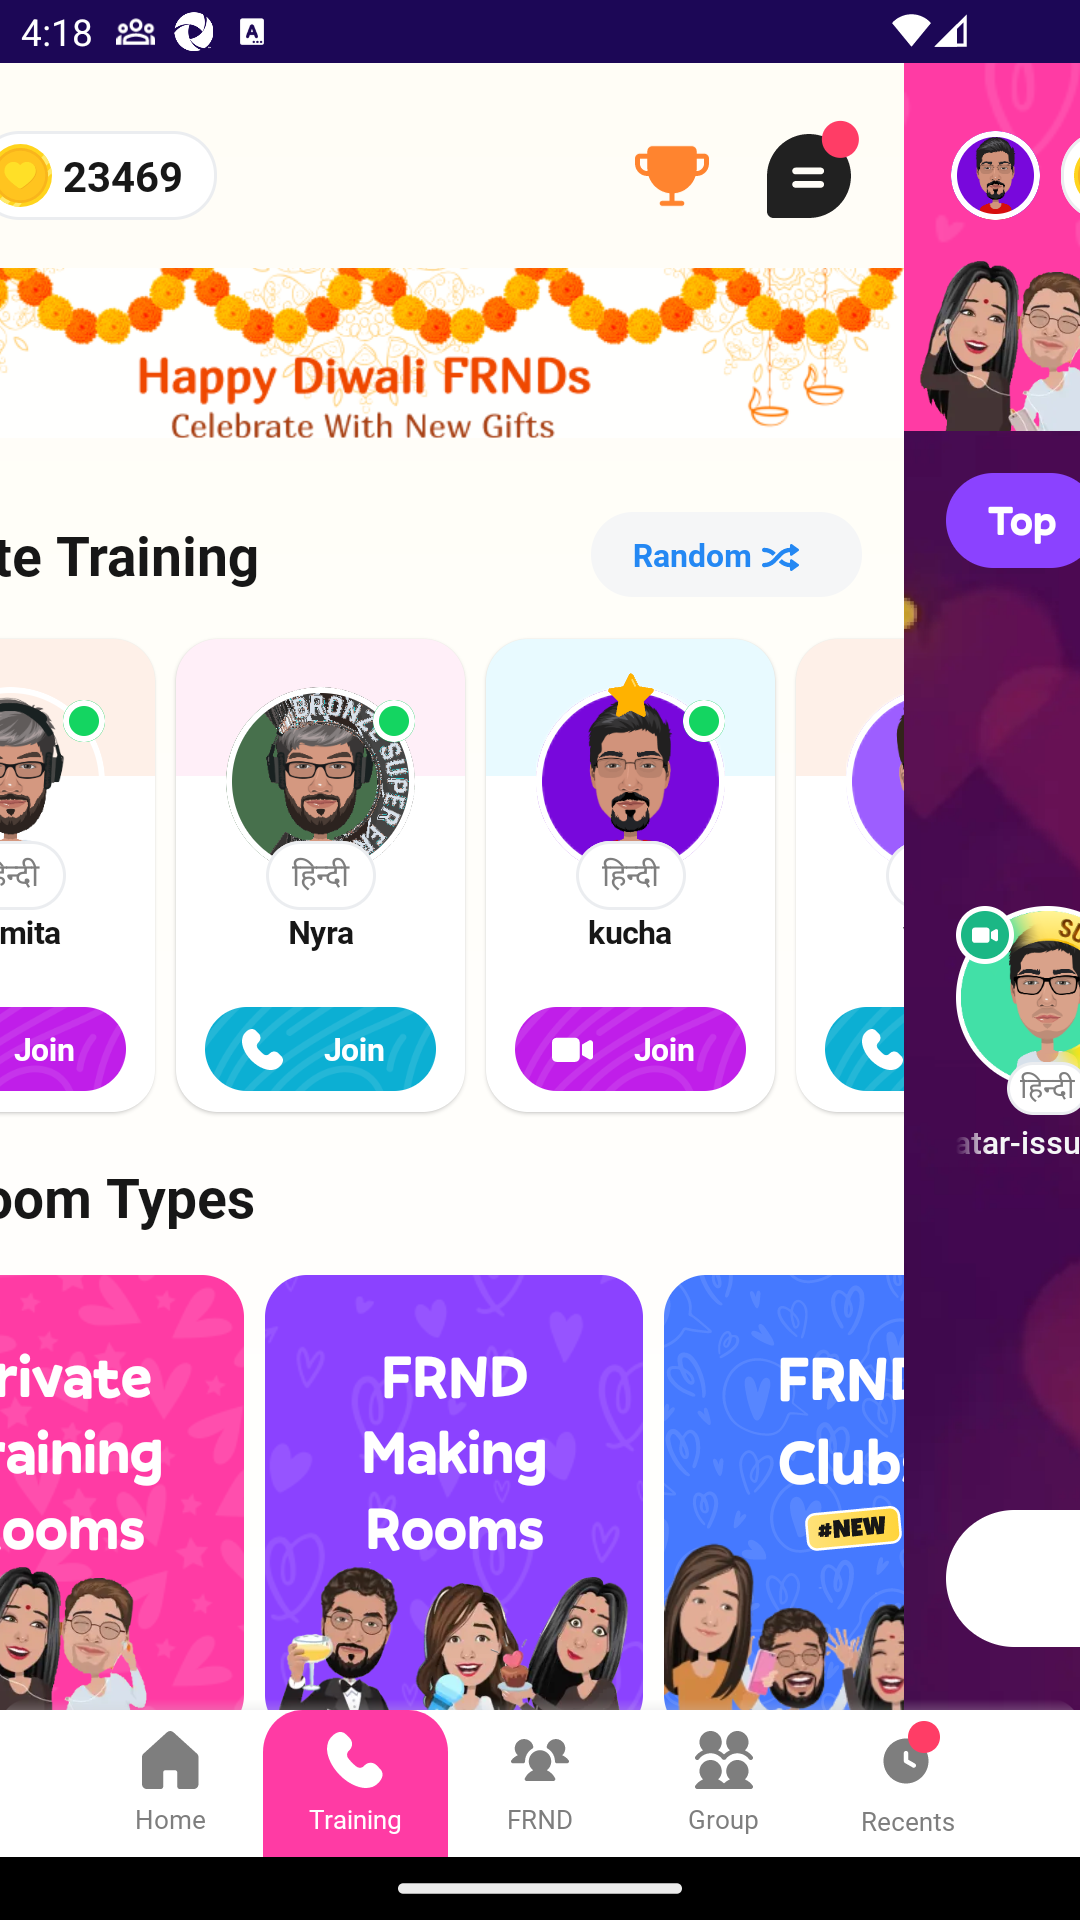 4:18
23469
Happy Diwali FRNDs
Celebrate With New Gifts
te Training
Random
BRONZE SUPER
हिन्दी
हिन्दी
हिन्दी
mita
Nyra
kucha
Join
Join
Join
Top
हिन्दी
atar-issu
oom Types
rivate
raining
ooms
FRND
Making
Rooms
FRND
Clubs
#NEW
Home
Training
FRND
Group
Recents